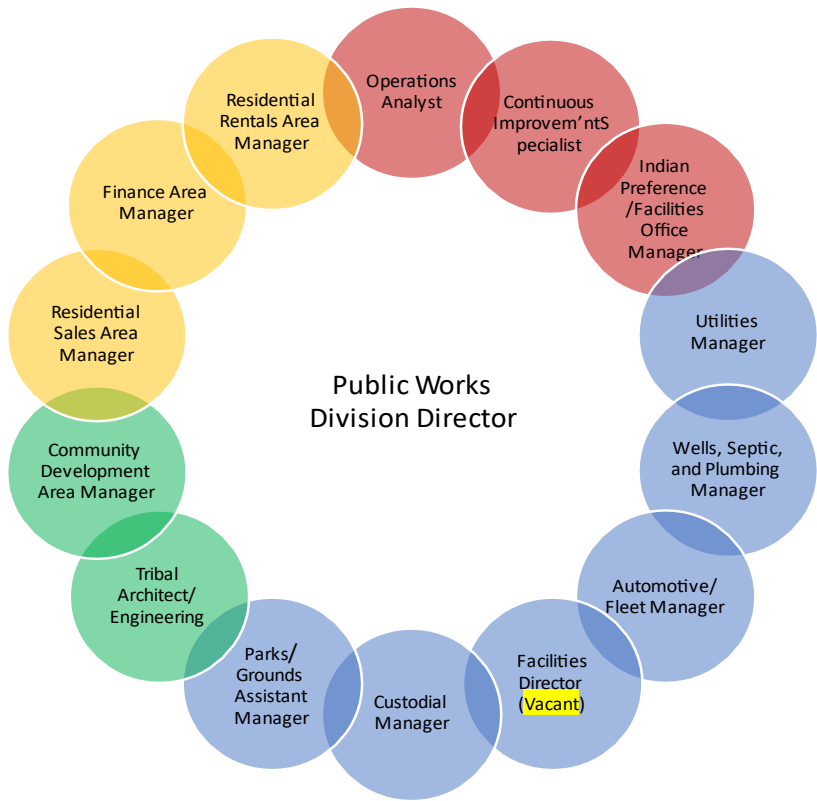 Operations
Analyst
Continuous
Improvem'ntS
pecialist
Indian
Preference
/Facilities
Office
Manager
Utilities
Manager
Wells, Septic,
and Plumbing
Manager
Automotive/
Fleet Manager
Facilities
Director
(Vacant)
Custodial
Manager
Parks/
Grounds
Assistant
Manager
Tribal
Architect/
Engineering
Community
Development
Area Manager
Residential
Sales Area
Manager
Finance Area
Manager
Residential
Rentals Area
Manager
Public Works
Division Director